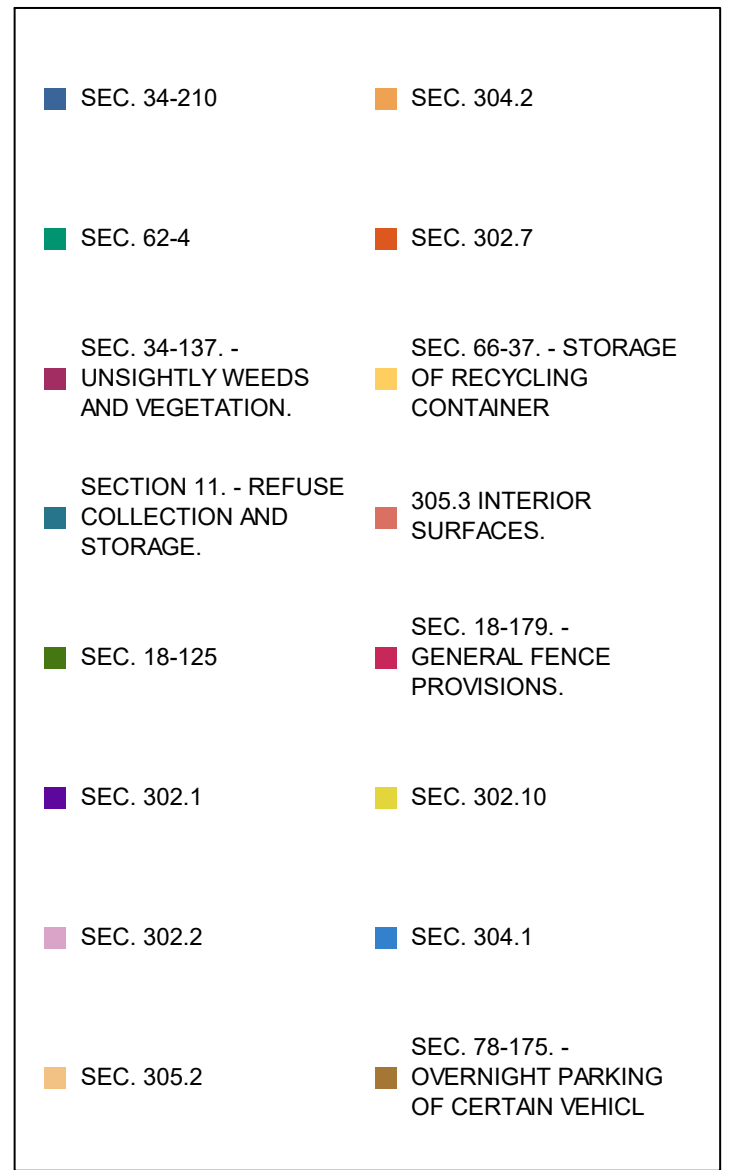 SEC. 34-210
SEC. 304.2
SEC. 62-4
SEC. 302.7
SEC. 34-137. -
UNSIGHTLY WEEDS
AND VEGETATION.
SEC. 66-37. - STORAGE
OF RECYCLING
CONTAINER
SECTION 11. - REFUSE
COLLECTION AND
STORAGE.
305.3 INTERIOR
SURFACES.
SEC. 18-125
SEC. 18-179. -
GENERAL FENCE
PROVISIONS.
SEC. 302.1
SEC. 302.10
SEC. 302.2
SEC. 304.1
SEC. 305.2
SEC. 78-175. -
OVERNIGHT PARKING
OF CERTAIN VEHICL